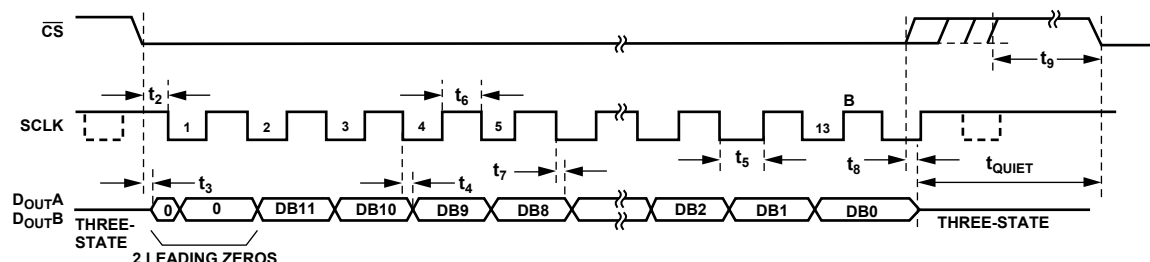 CS
t9
t2
t6
B
SCLK
1 2 3 4 5 13
t7
t5
t8
tQUIET
t3
t4
DOUTA
DOUTB
0 0 DB11 DB10 DB9 DB8 DB2 DB1 DB0
THREE-
STATE
THREE-STATE
2 LEADING ZEROS